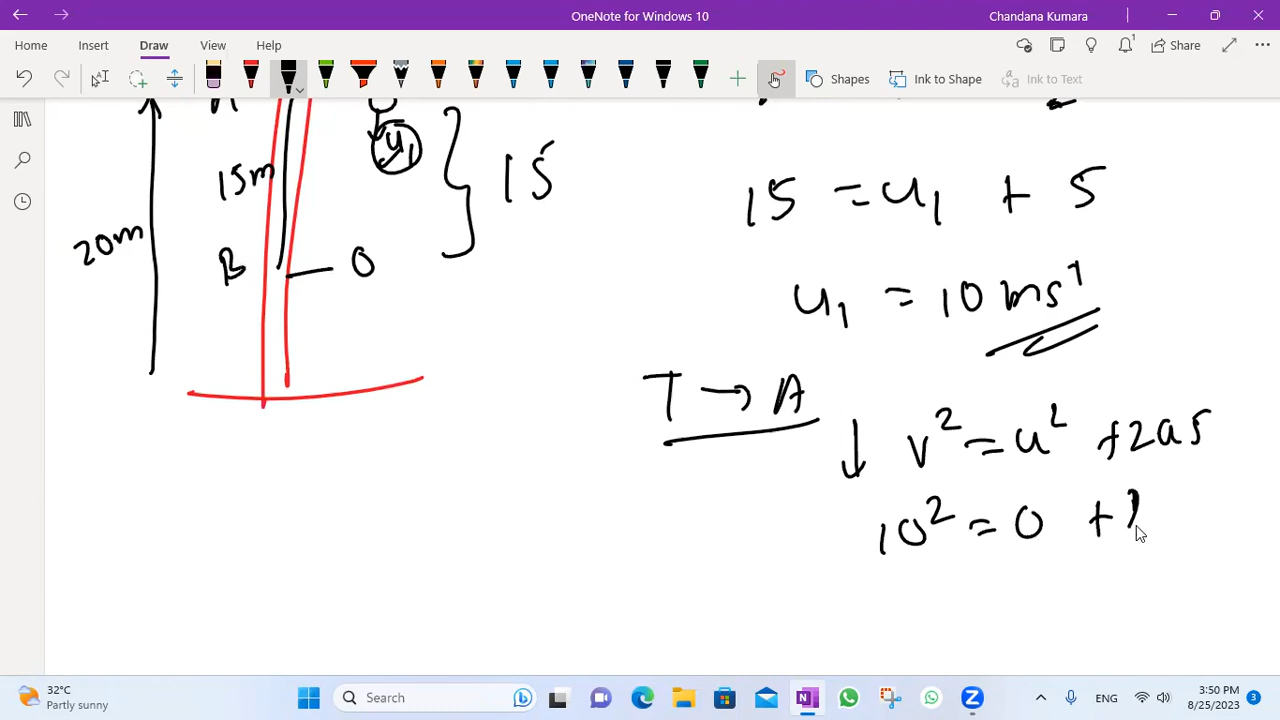 OneNote for Windows 10
Chandana Kumara
Home Insert Draw View Help
Share
Shapes
Ink to Shape
Ink to Text
u1
15m
15
20m
B
0
15 = u1 + 5
u1 = 10 ms⁻¹
T → A
↓ v² = u² + 2as
10² = 0 +
32°C
Partly sunny
Search
ENG
3:50 PM
8/25/2023
3